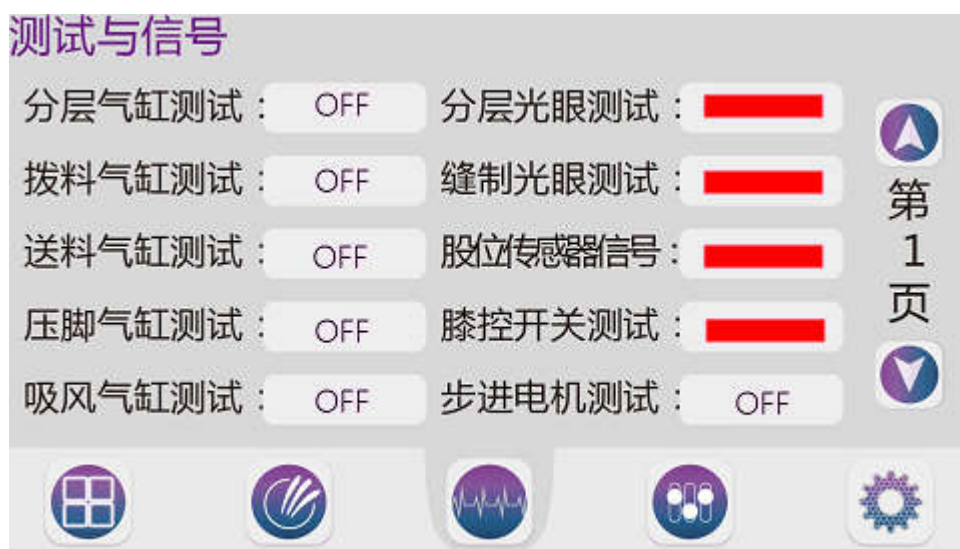 测试与信号
分层气缸测试： OFF 分层光眼测试：
拨料气缸测试： OFF 缝制光眼测试：
送料气缸测试： OFF 股位传感器信号：
压脚气缸测试： OFF 膝控开关测试：
吸风气缸测试： OFF 步进电机测试： OFF
第
1
页